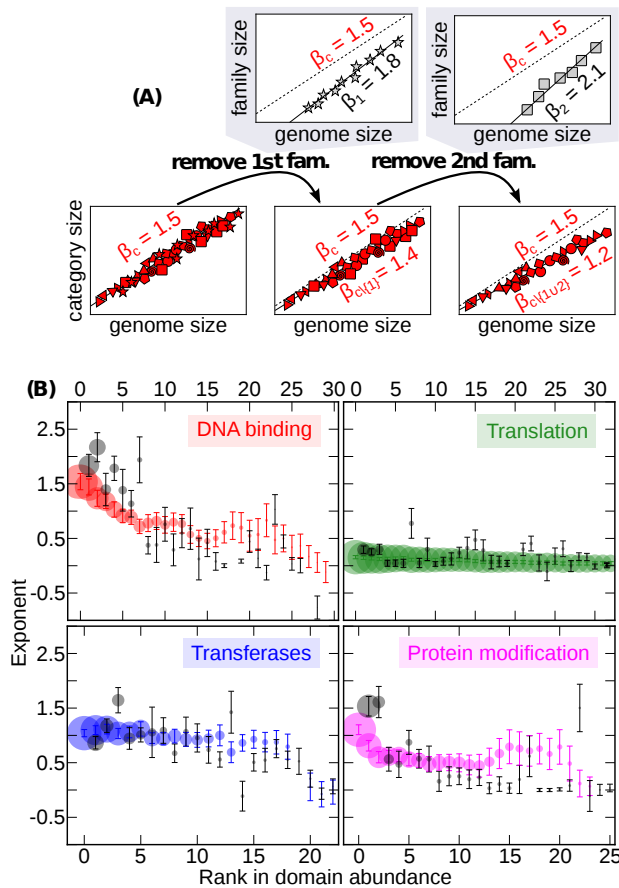 (A)
family size
β_c = 1.5
β_1 = 1.8
genome size
family size
β_c = 1.5
β_2 = 2.1
genome size
remove 1st fam.
remove 2nd fam.
category size
β_c = 1.5
genome size
β_c = 1.5
β_c\{1} = 1.4
genome size
β_c = 1.5
β_c\{1∪2} = 1.2
genome size
(B)
0 5 10 15 20 25 30
0 5 10 15 20 25 30
2.5
1.5
0.5
-0.5
DNA binding
Translation
Exponent
2.5
1.5
0.5
-0.5
Transferases
Protein modification
0 5 10 15 20
0 5 10 15 20 25
Rank in domain abundance